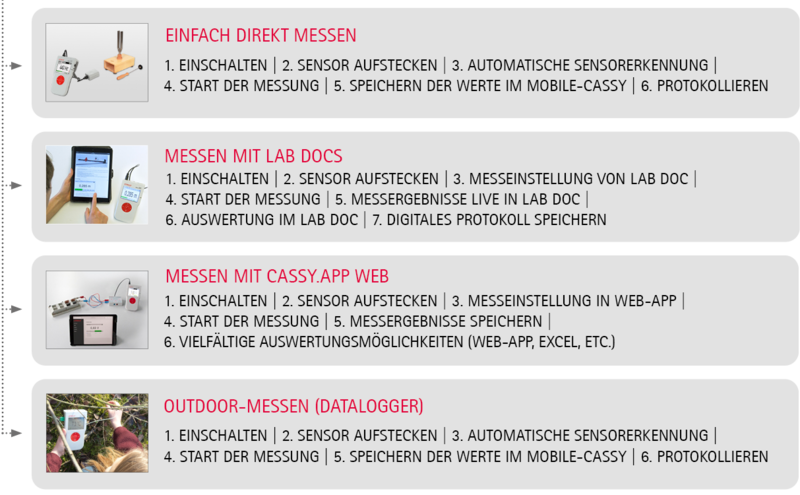 EINFACH DIREKT MESSEN
1. EINSCHALTEN | 2. SENSOR AUFSTECKEN | 3. AUTOMATISCHE SENSORERKENNUNG |
4. START DER MESSUNG | 5. SPEICHERN DER WERTE IM MOBILE-CASSY | 6. PROTOKOLLIEREN
MESSEN MIT LAB DOCS
1. EINSCHALTEN | 2. SENSOR AUFSTECKEN | 3. MESSEINSTELLUNG VON LAB DOC |
4. START DER MESSUNG | 5. MESSERGEBNISSE LIVE IN LAB DOC |
6. AUSWERTUNG IM LAB DOC | 7. DIGITALES PROTOKOLL SPEICHERN
MESSEN MIT CASSY.APP WEB
1. EINSCHALTEN | 2. SENSOR AUFSTECKEN | 3. MESSEINSTELLUNG IN WEB-APP |
4. START DER MESSUNG | 5. MESSERGEBNISSE SPEICHERN |
6. VIELFÄLTIGE AUSWERTUNGSMÖGLICHKEITEN (WEB-APP, EXCEL, ETC.)
OUTDOOR-MESSEN (DATALOGGER)
1. EINSCHALTEN | 2. SENSOR AUFSTECKEN | 3. AUTOMATISCHE SENSORERKENNUNG |
4. START DER MESSUNG | 5. SPEICHERN DER WERTE IM MOBILE-CASSY | 6. PROTOKOLLIEREN